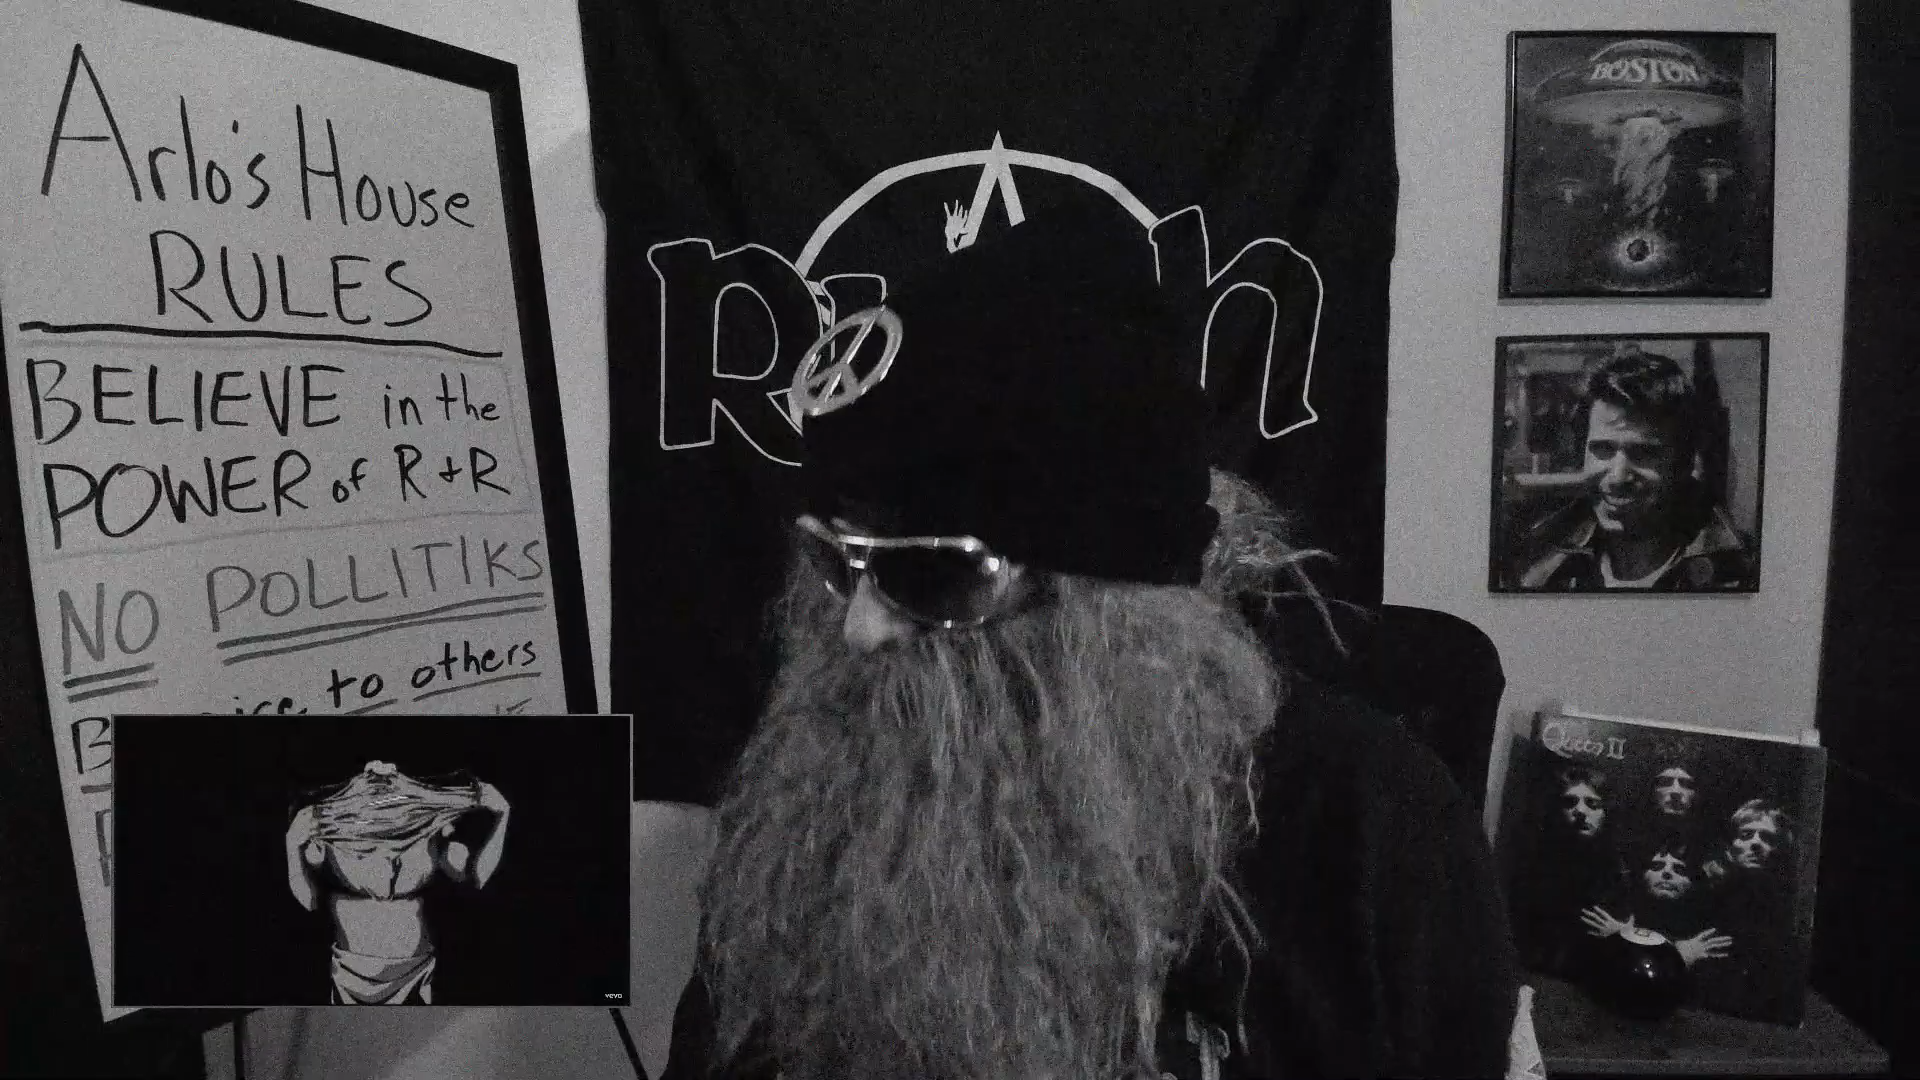 Arlo's House
RULES
BELIEVE in the
POWER of R+R
NO POLLITIKS
to others
B
R h
BOSTON
Queen II
vevo